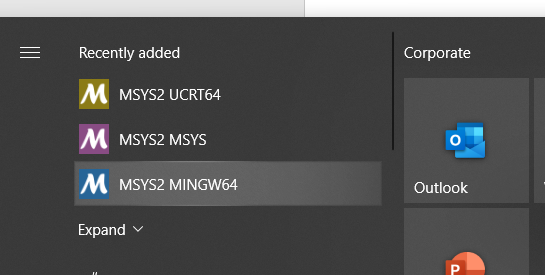 Recently added
MSYS2 UCRT64
MSYS2 MSYS
MSYS2 MINGW64
Expand
Corporate
Outlook